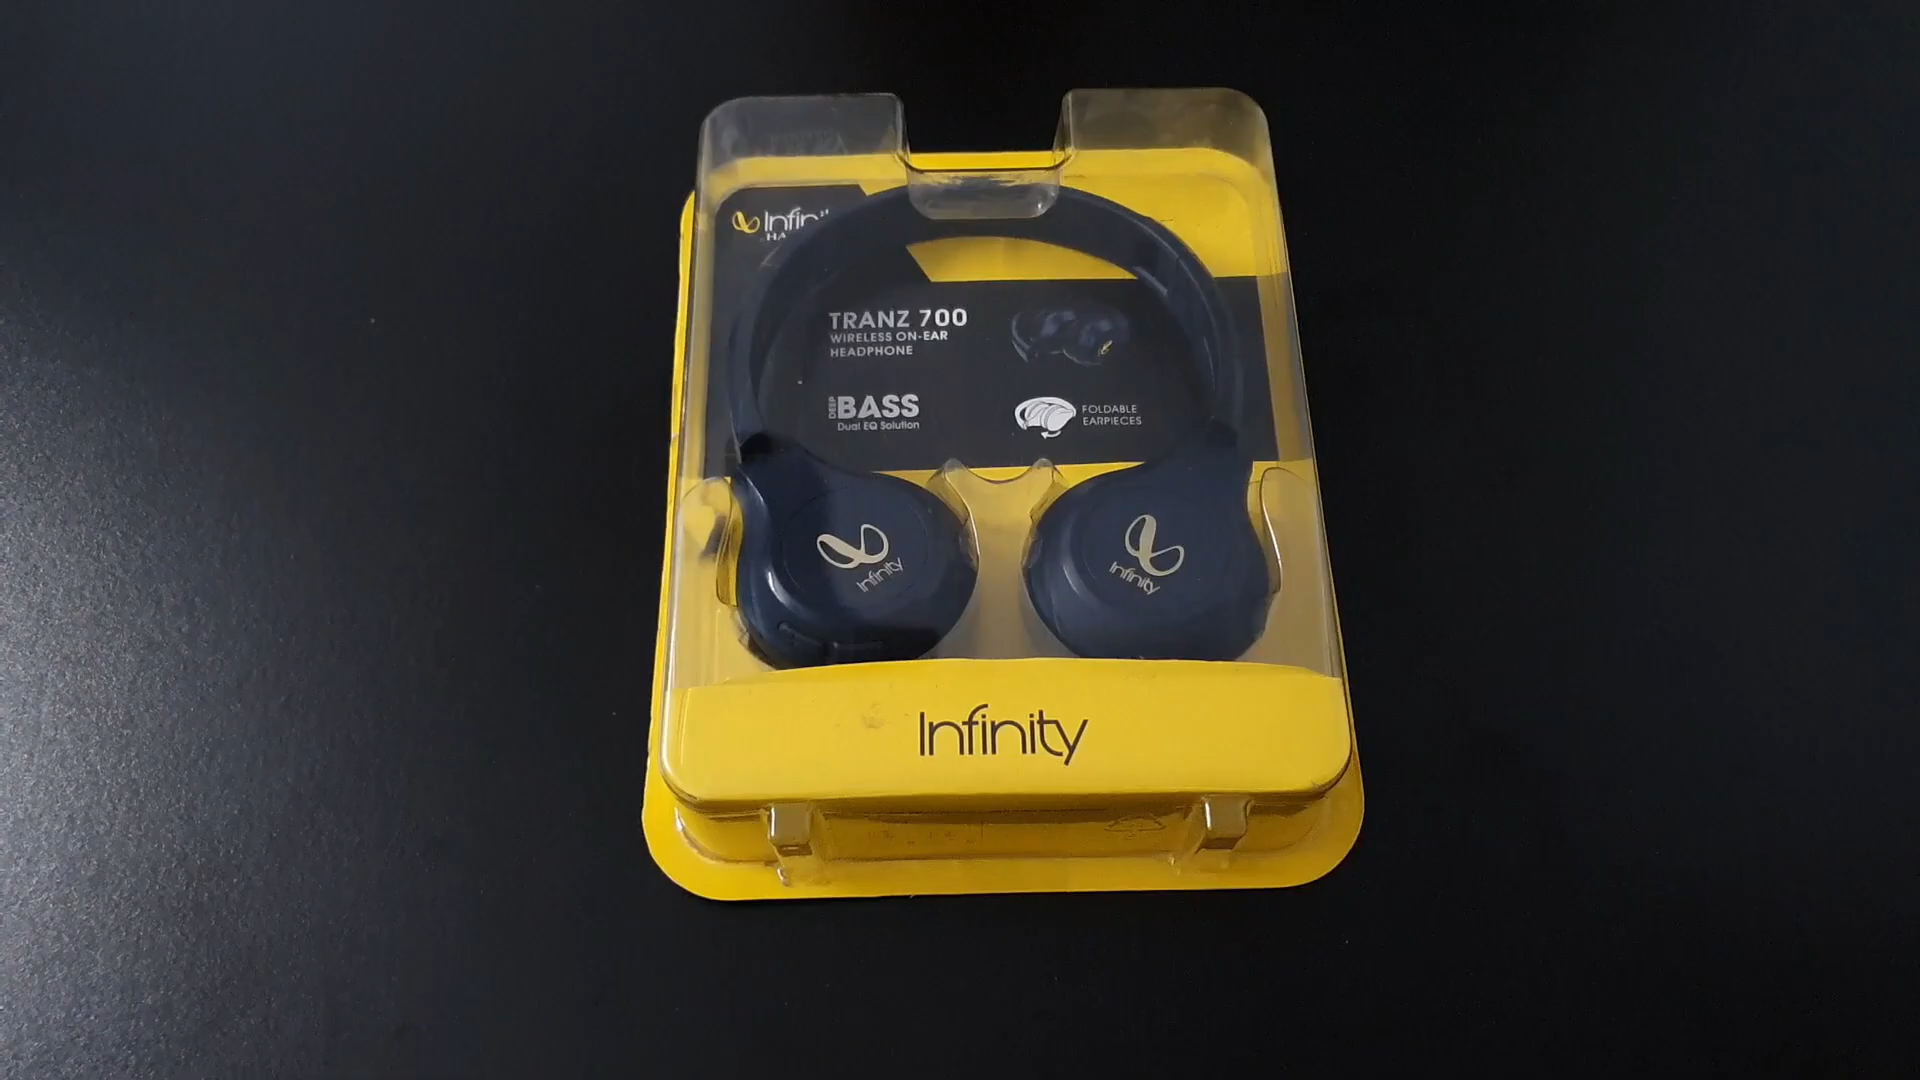 TRANZ 700
WIRELESS ON-EAR
HEADPHONE
DEEP
BASS
Dual EQ Solution
FOLDABLE
EARPIECES
Infinity
Infinity
Infinity